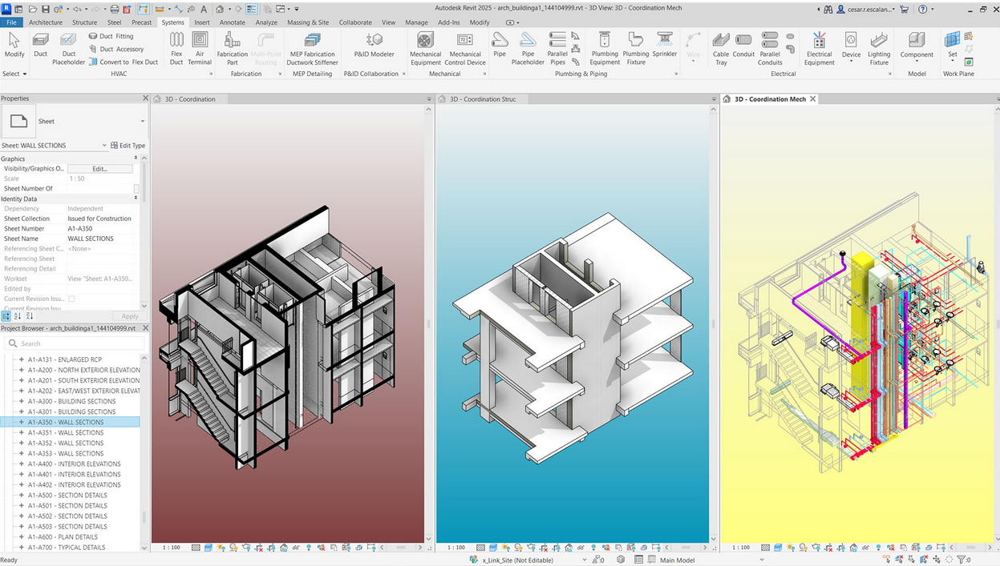 Autodesk Revit 2025 - arch_buildinga1_144104999.rvt - 3D View: 3D - Coordination Mech
cesar.r.escalan...
File Architecture Structure Steel Precast Systems Insert Annotate Analyze Massing & Site Collaborate View Manage Add-Ins Modify
Modify
Duct
Duct Placeholder
Duct Fitting
Duct Accessory
Convert to Flex Duct
Flex Duct
Air Terminal
Fabrication Part
Multi-Point Routing
MEP Fabrication Ductwork Stiffener
P&ID Modeler
Mechanical Equipment
Mechanical Control Device
Pipe
Pipe Placeholder
Parallel Pipes
Plumbing Equipment
Plumbing Fixture
Sprinkler
Wire
Cable Tray
Conduit
Parallel Conduits
Electrical Equipment
Device
Lighting Fixture
Component
Set
Select HVAC Fabrication MEP Detailing P&ID Collaboration Mechanical Plumbing & Piping Electrical Model Work Plane
Properties
Sheet
Sheet: WALL SECTIONS Edit Type
Graphics
Visibility/Graphics O... Edit...
Scale 1 : 50
Sheet Number Of
Identity Data
Dependency Independent
Sheet Collection Issued for Construction
Sheet Number A1-A350
Sheet Name WALL SECTIONS
Referencing Sheet C... <None>
Referencing Sheet
Referencing Detail
Workset View "Sheet: A1-A350...
Edited by
Current Revision Issu...
Current Revision Issu
Apply
Project Browser - arch_buildinga1_144104999.rvt
Search
A1-A131 - ENLARGED RCP
A1-A200 - NORTH EXTERIOR ELEVATION
A1-A201 - SOUTH EXTERIOR ELEVATION
A1-A202 - EAST/WEST EXTERIOR ELEVAT
A1-A300 - BUILDING SECTIONS
A1-A301 - BUILDING SECTIONS
A1-A350 - WALL SECTIONS
A1-A351 - WALL SECTIONS
A1-A352 - WALL SECTIONS
A1-A353 - WALL SECTIONS
A1-A400 - INTERIOR ELEVATIONS
A1-A401 - INTERIOR ELEVATIONS
A1-A402 - INTERIOR ELEVATIONS
A1-A500 - SECTION DETAILS
A1-A501 - SECTION DETAILS
A1-A502 - SECTION DETAILS
A1-A503 - SECTION DETAILS
A1-A600 - PLAN DETAILS
A1-A700 - TYPICAL DETAILS
3D - Coordination
1 : 100
3D - Coordination Struc
1 : 100
3D - Coordination Mech
1 : 100
Ready
x_Link_Site (Not Editable)
:0
Main Model
:0